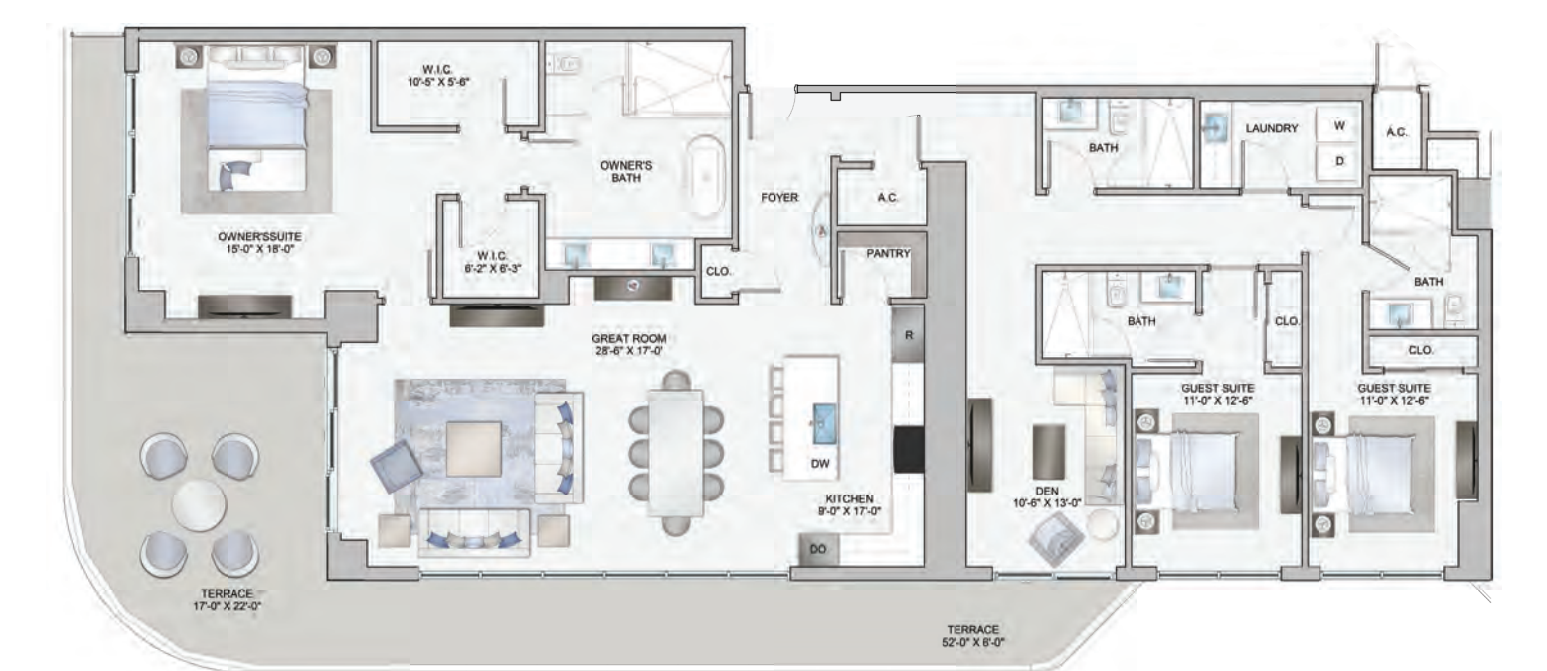 W.I.C.
10'-5" X 5'-6"
OWNER'S
BATH
OWNER'SSUITE
15'-0" X 18'-0"
W.I.C.
6'-2" X 6'-3"
CLO.
FOYER
A.C.
PANTRY
BATH
LAUNDRY
W
D
A.C.
BATH
BATH
CLO.
CLO.
GREAT ROOM
28'-6" X 17'-0'
R
DW
KITCHEN
9'-0" X 17'-0"
DO
DEN
10'-6" X 13'-0"
GUEST SUITE
11'-0" X 12'-6"
GUEST SUITE
11'-0" X 12'-6"
TERRACE
17'-0" X 22'-0"
TERRACE
52'-0" X 6'-0"